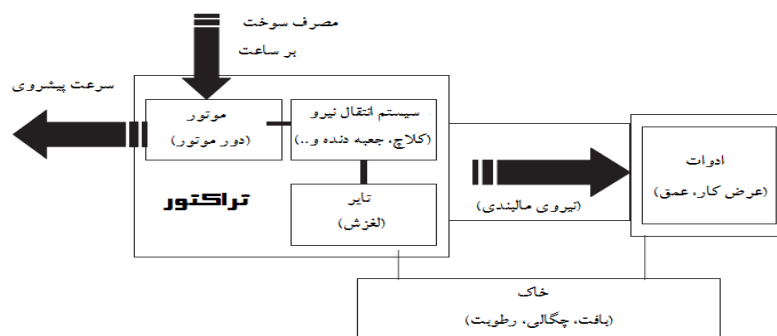 مصرف سوخت
بر ساعت
سرعت پیشروی
موتور
(دور موتور)
سیستم انتقال نیرو
(کلاچ، جعبه دنده و..)
تراکتور
تایر
(لغزش)
(نیروی مالبندی)
ادوات
(عرض کار، عمق)
خاک
(بافت، چگالی، رطوبت)